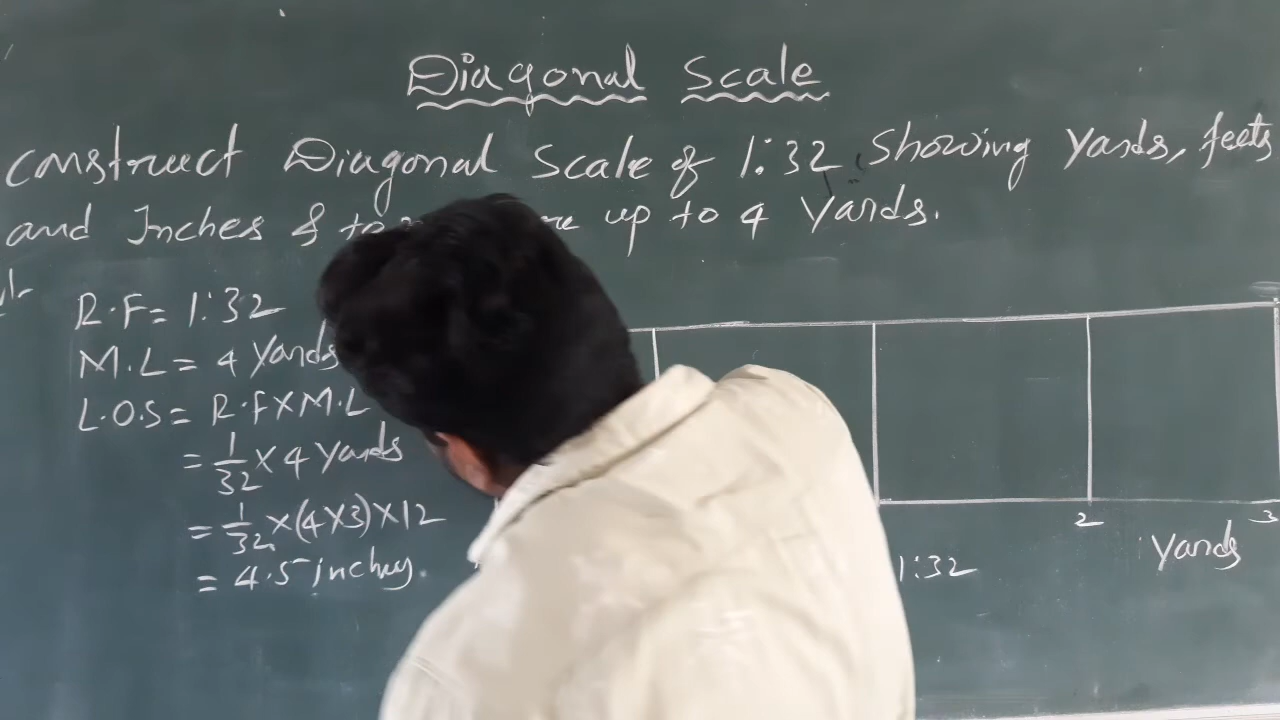 Diagonal Scale
construct Diagonal Scale of 1:32 Showing Yards, feets
and Inches & to up to 4 Yards.
R.F = 1:32
M.L = 4 Yards
L.O.S = R.F X M.L
= 1/32 X 4 Yards
= 1/32 X (4X3) X 12
= 4.5 inches.
2 3
Yards
1:32